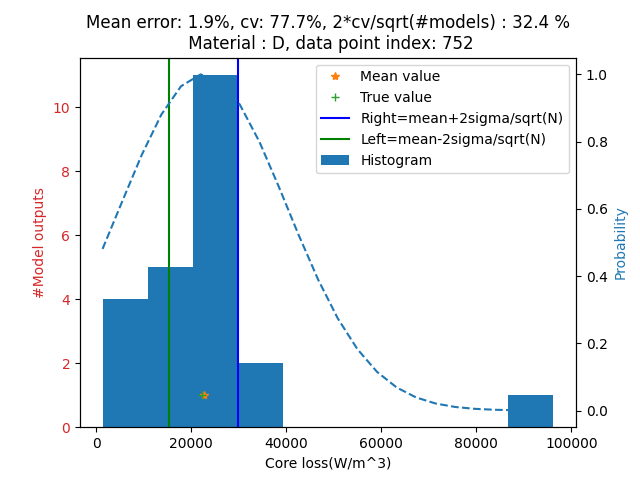 Mean error: 1.9%, cv: 77.7%, 2*cv/sqrt(#models) : 32.4 %
Material : D, data point index: 752
Mean value
True value
Right=mean+2sigma/sqrt(N)
Left=mean-2sigma/sqrt(N)
Histogram
#Model outputs
10
8
6
4
2
0
1.0
0.8
0.6
0.4
0.2
0.0
Probability
0
20000
40000
60000
80000
100000
Core loss(W/m^3)